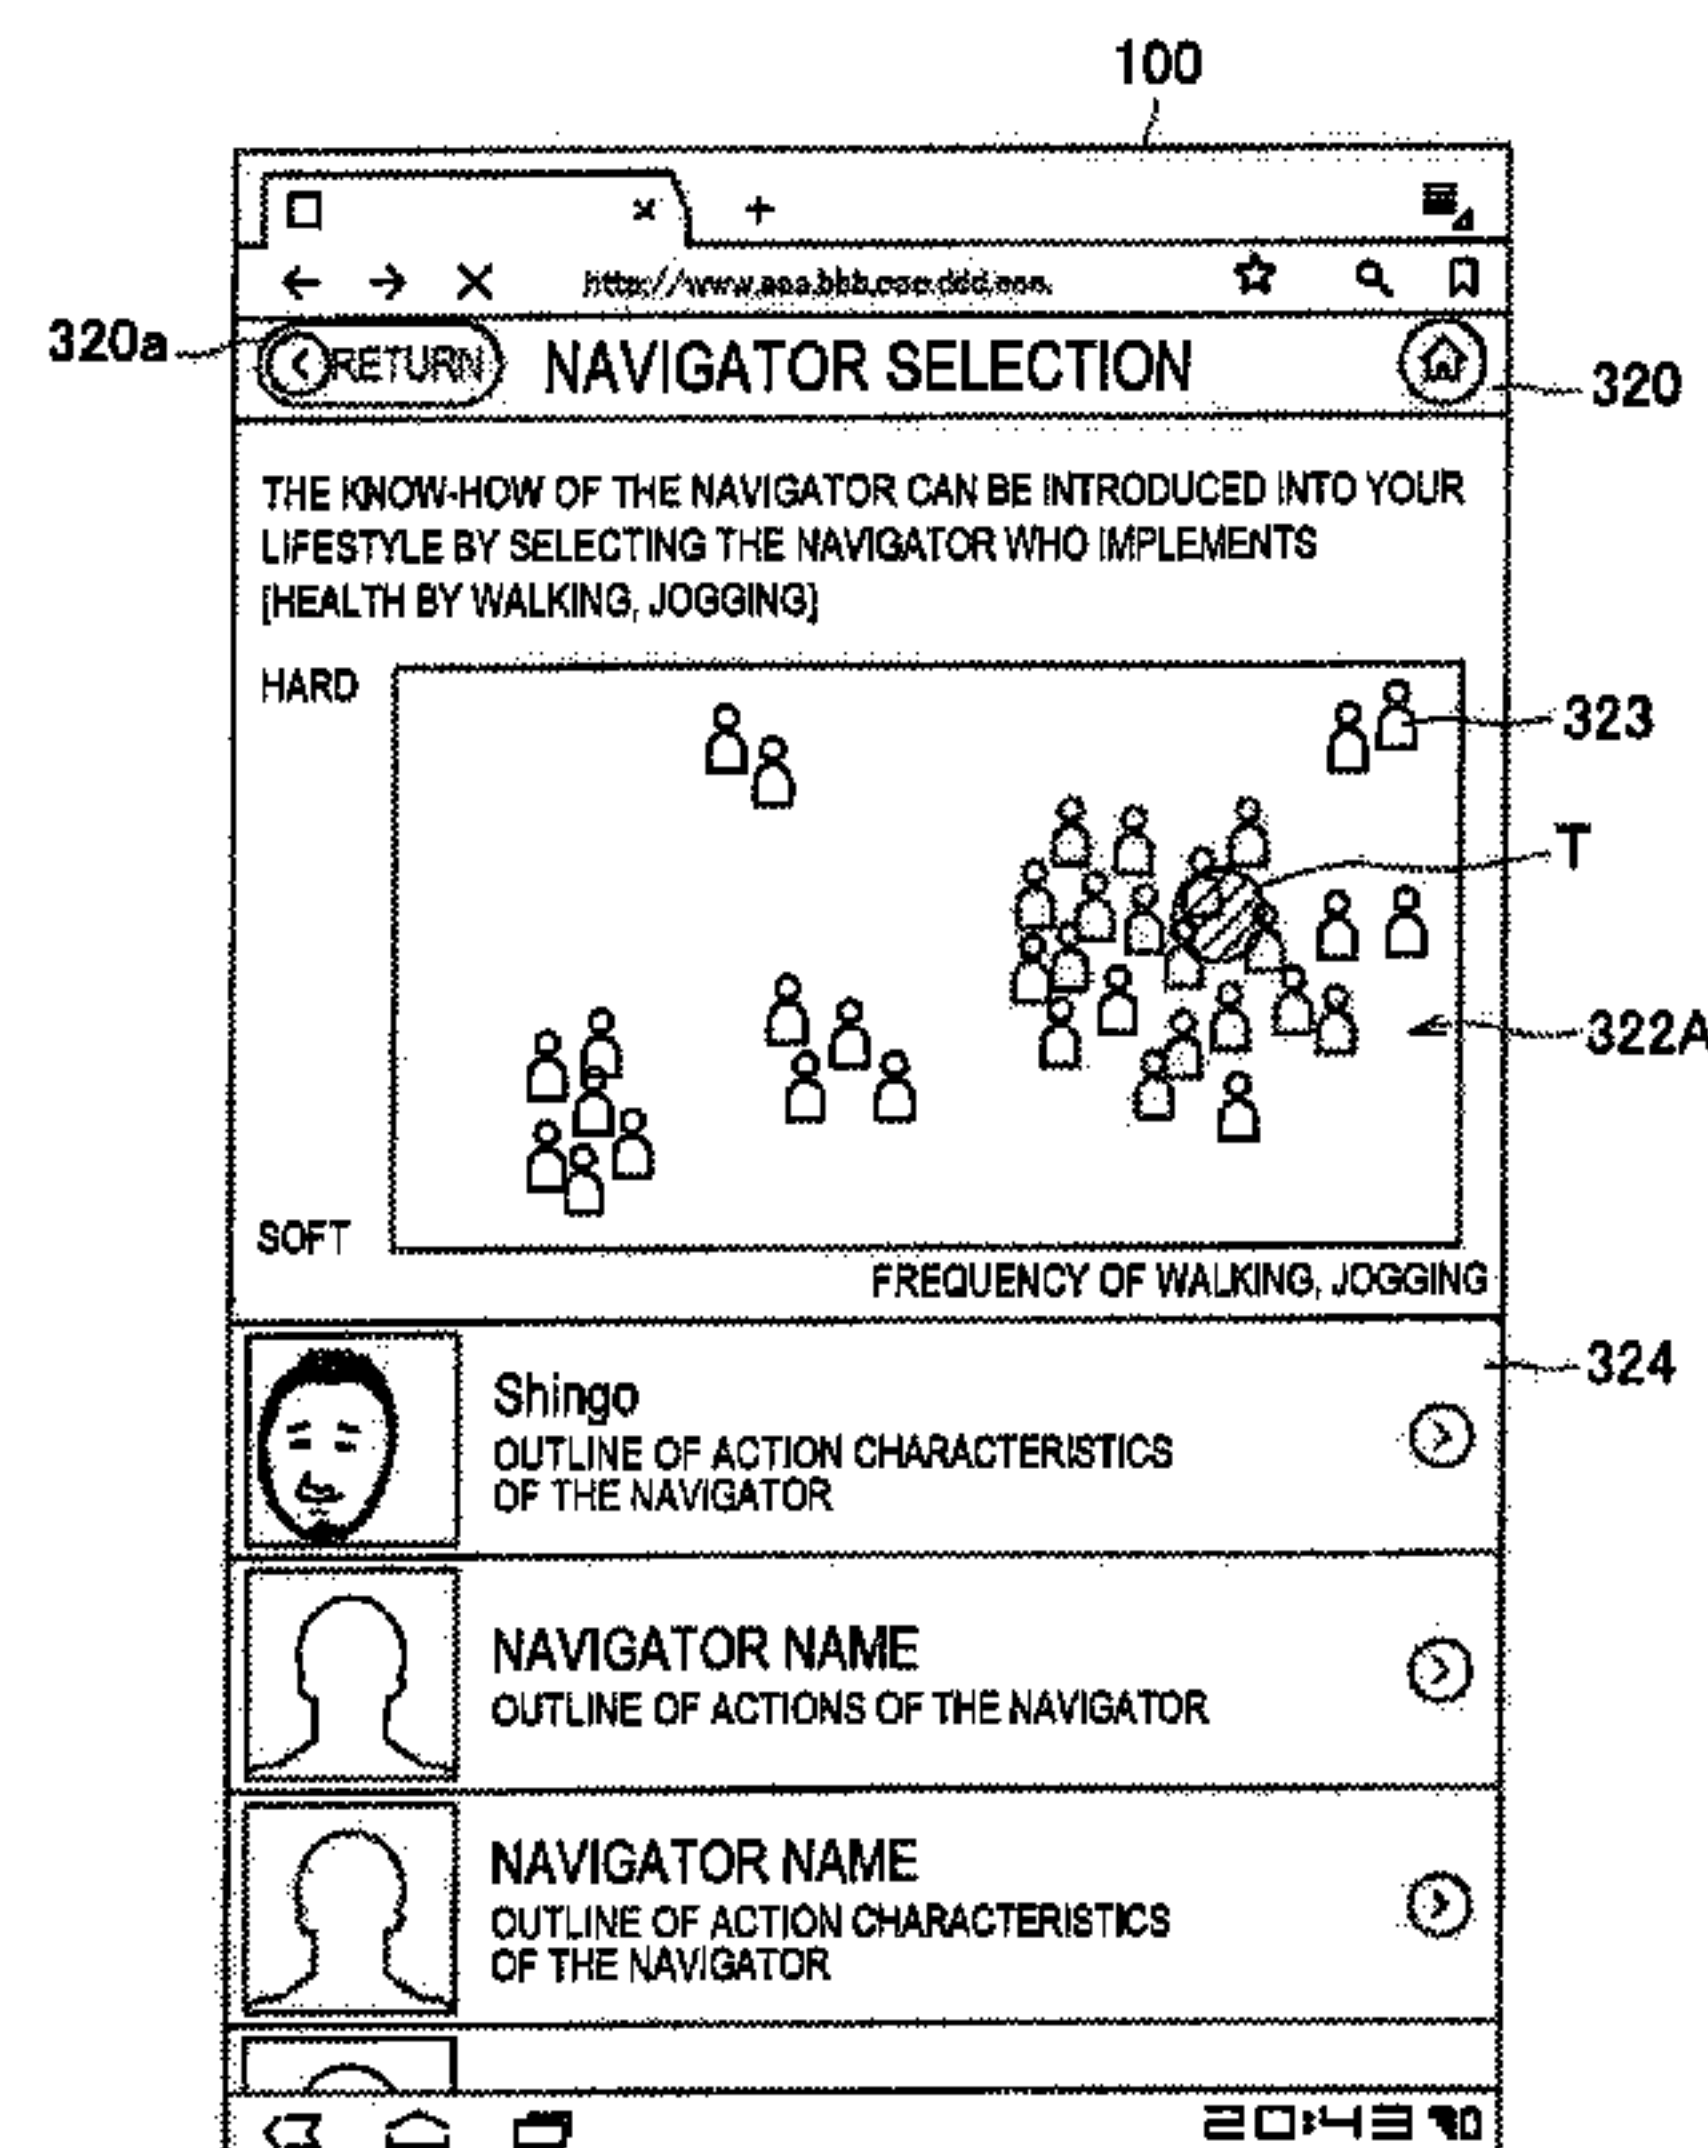 100
320a
RETURN NAVIGATOR SELECTION
320
THE KNOW-HOW OF THE NAVIGATOR CAN BE INTRODUCED INTO YOUR
LIFESTYLE BY SELECTING THE NAVIGATOR WHO IMPLEMENTS
[HEALTH BY WALKING, JOGGING]
HARD
323
T
322A
SOFT
FREQUENCY OF WALKING, JOGGING
324
Shingo
OUTLINE OF ACTION CHARACTERISTICS
OF THE NAVIGATOR
NAVIGATOR NAME
OUTLINE OF ACTIONS OF THE NAVIGATOR
NAVIGATOR NAME
OUTLINE OF ACTION CHARACTERISTICS
OF THE NAVIGATOR
20:43